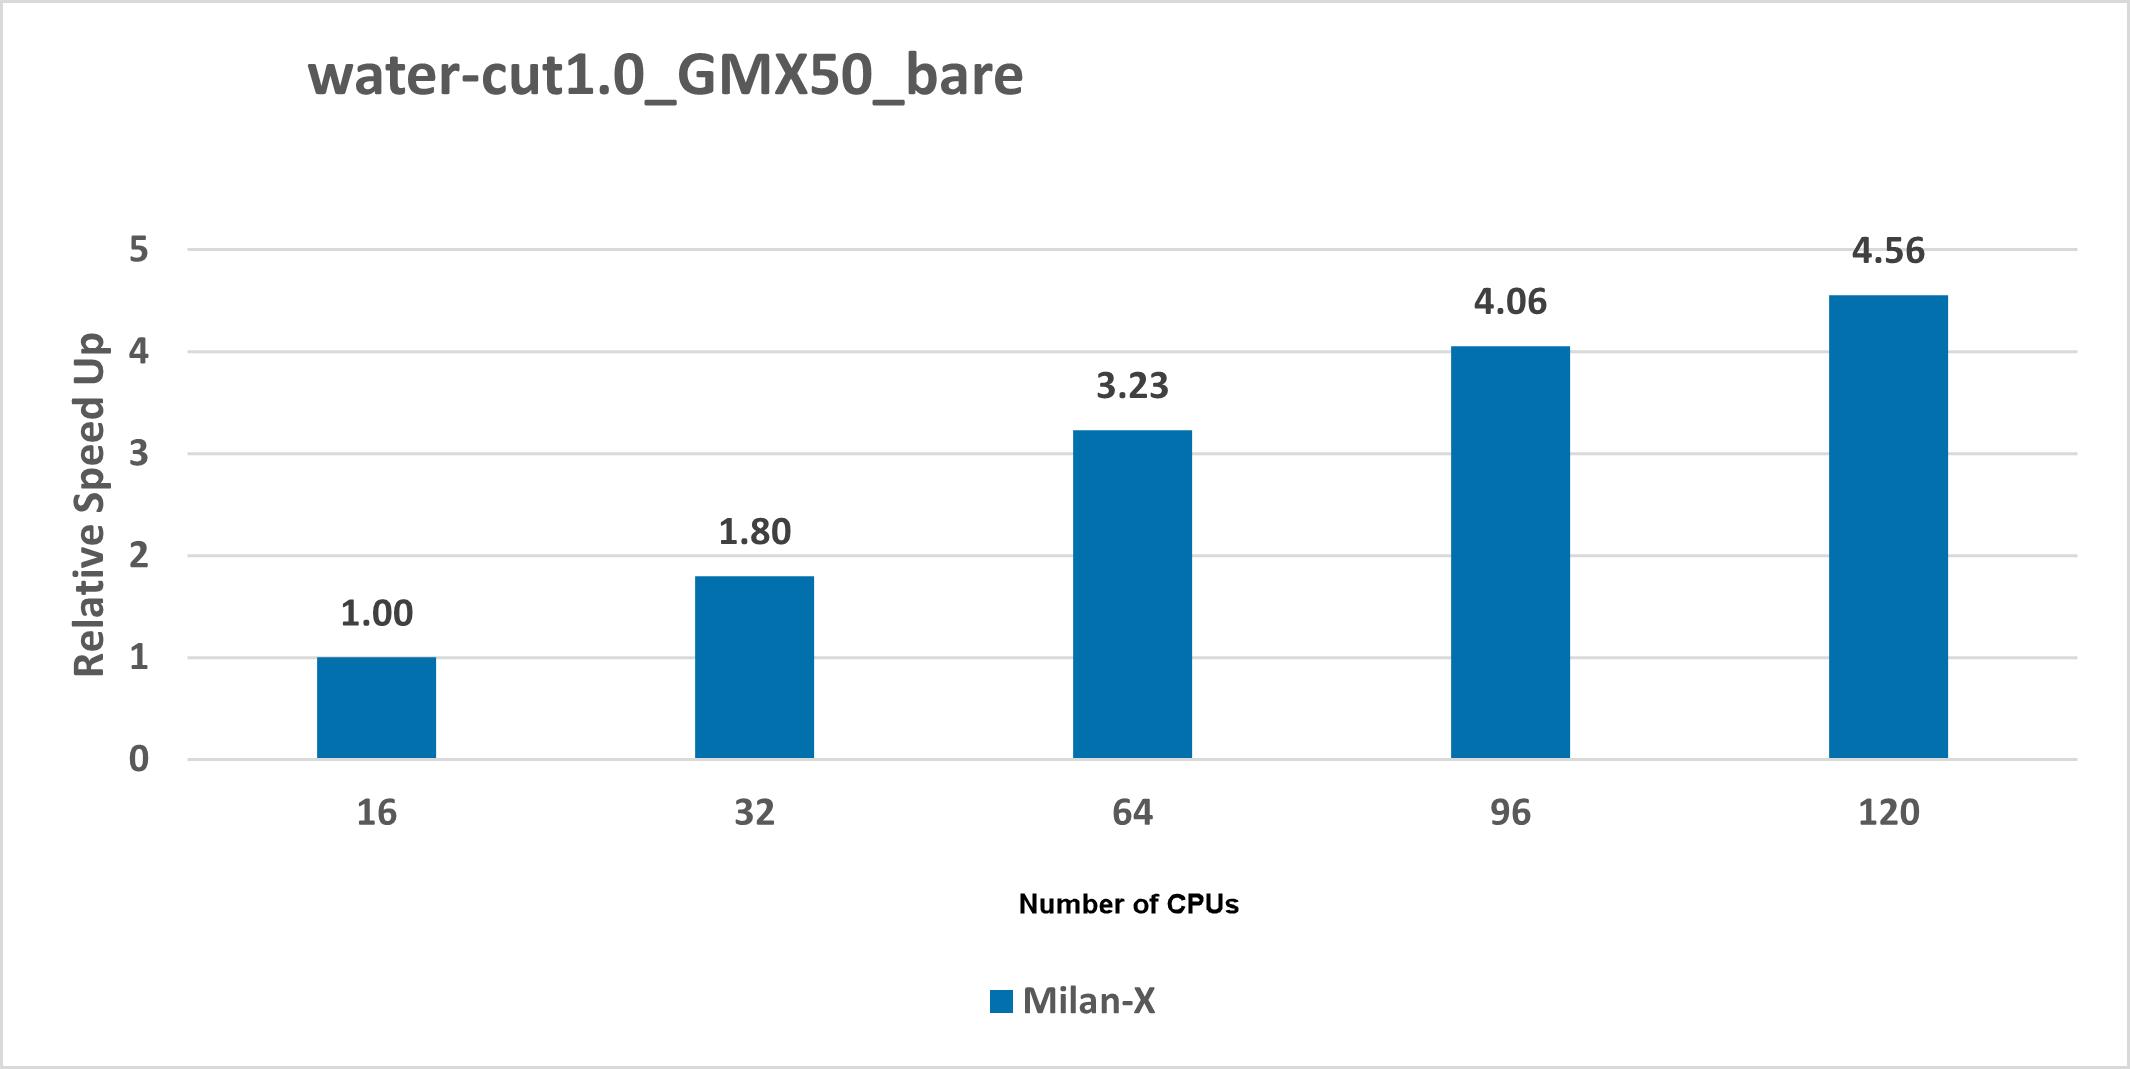 water-cut1.0_GMX50_bare
Relative Speed Up
5
4
3
2
1
0
1.00
1.80
3.23
4.06
4.56
16 32 64 96 120
Number of CPUs
Milan-X